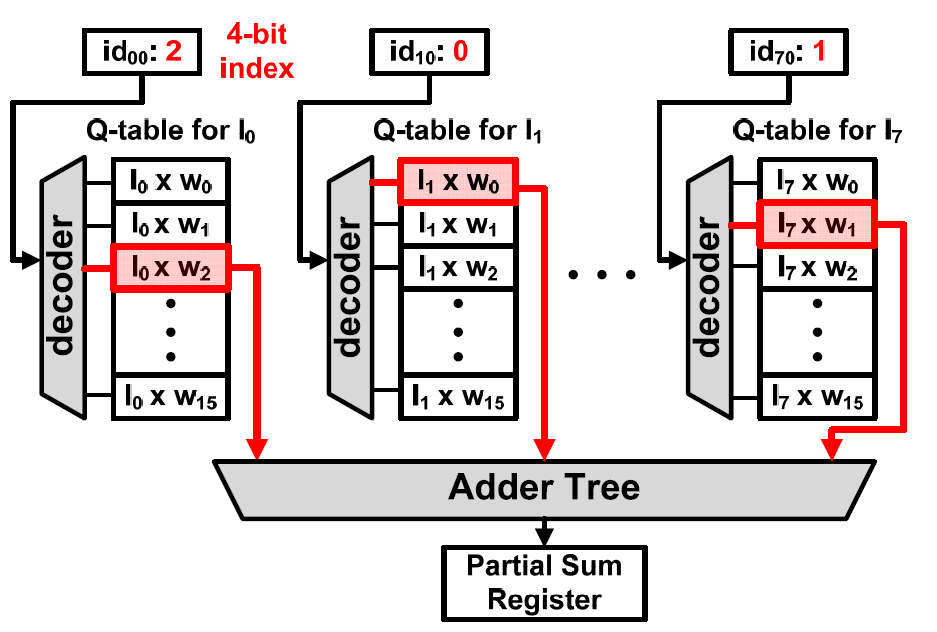 id₀₀: 2
4-bit
index
id₁₀: 0
id₇₀: 1
Q-table for I₀
Q-table for I₁
Q-table for I₇
decoder
I₀ x w₀
I₀ x w₁
I₀ x w₂
I₀ x w₁₅
decoder
I₁ x w₀
I₁ x w₁
I₁ x w₂
I₁ x w₁₅
decoder
I₇ x w₀
I₇ x w₁
I₇ x w₂
I₇ x w₁₅
Adder Tree
Partial Sum
Register